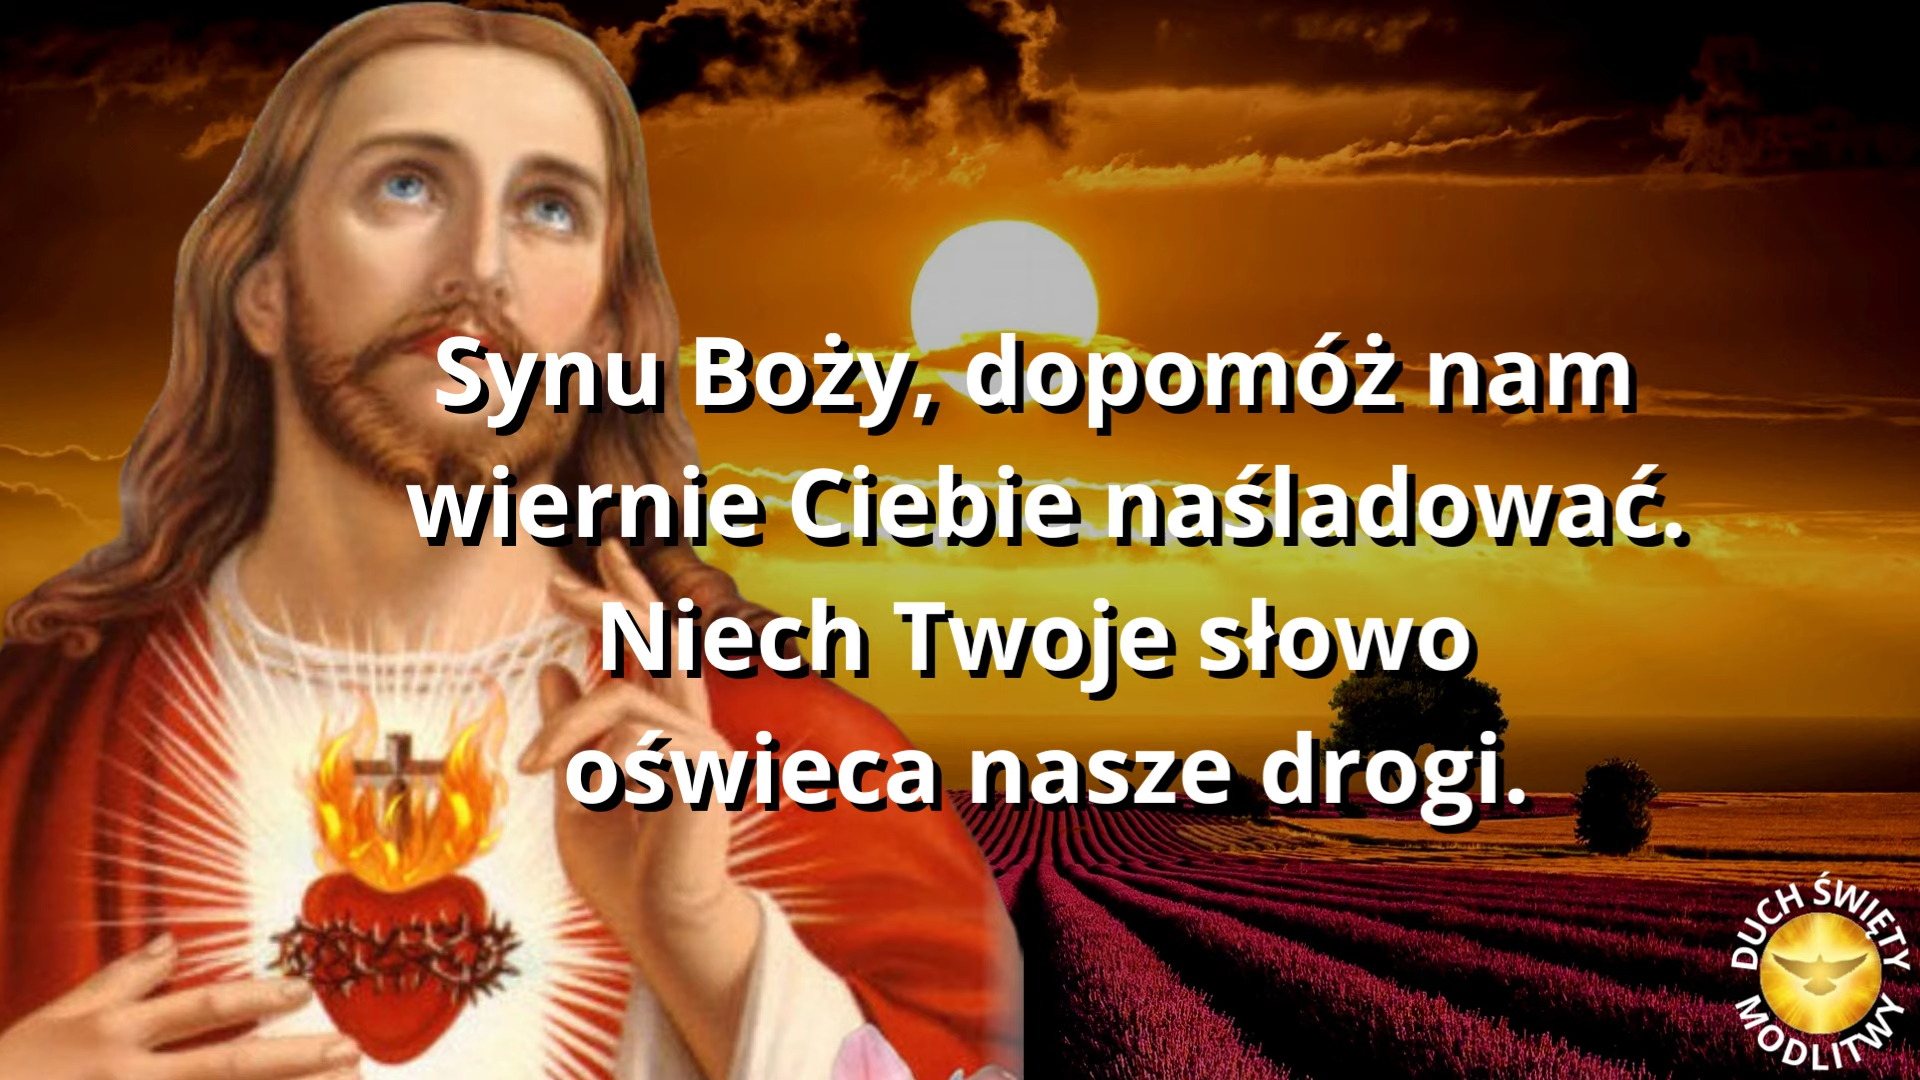 Synu Boży, dopomóż nam
wiernie Ciebie naśladować.
Niech Twoje słowo
oświeca nasze drogi.
DUCH ŚWIĘTY
MODLITWY